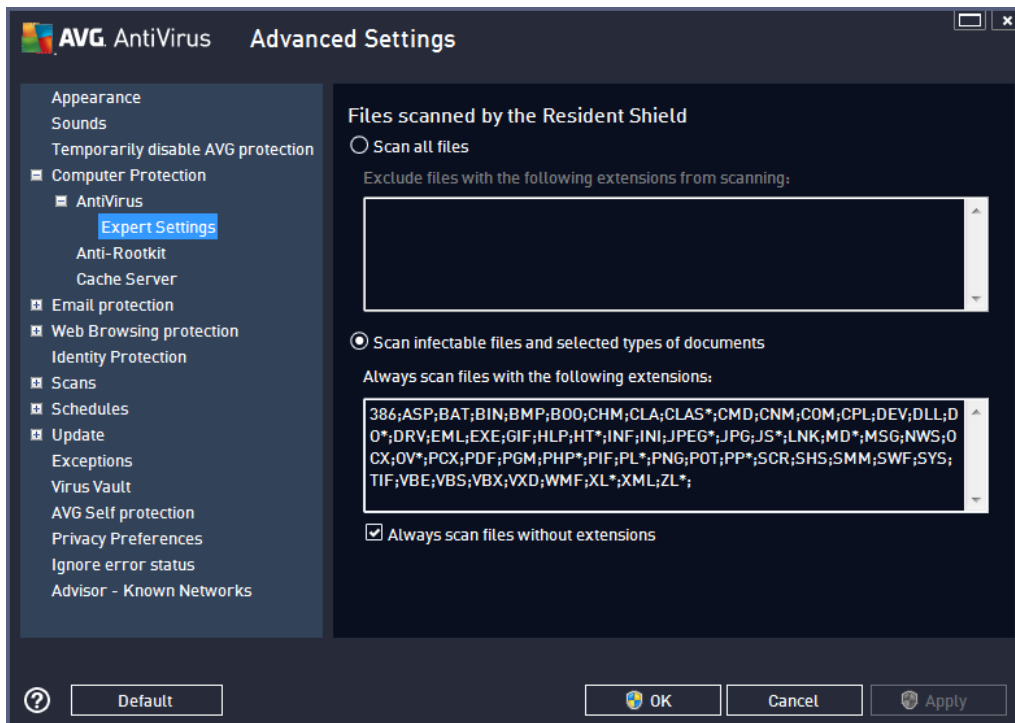 AVG AntiVirus Advanced Settings
Appearance
Sounds
Temporarily disable AVG protection
Computer Protection
AntiVirus
Expert Settings
Anti-Rootkit
Cache Server
Email protection
Web Browsing protection
Identity Protection
Scans
Schedules
Update
Exceptions
Virus Vault
AVG Self protection
Privacy Preferences
Ignore error status
Advisor - Known Networks
Files scanned by the Resident Shield
Scan all files
Exclude files with the following extensions from scanning:
Scan infectable files and selected types of documents
Always scan files with the following extensions:
386;ASP;BAT;BIN;BMP;BOO;CHM;CLA;CLAS*;CMD;CNM;COM;CPL;DEV;DLL;D
O*;DRV;EML;EXE;GIF;HLP;HT*;INF;INI;JPEG*;JPG;JS*;LNK;MD*;MSG;NWS;O
CX;OV*;PCX;PDF;PGM;PHP*;PIF;PL*;PNG;POT;PP*;SCR;SHS;SMM;SWF;SYS;
TIF;VBE;VBS;VBX;VXD;WMF;XL*;XML;ZL*;
Always scan files without extensions
? Default OK Cancel Apply